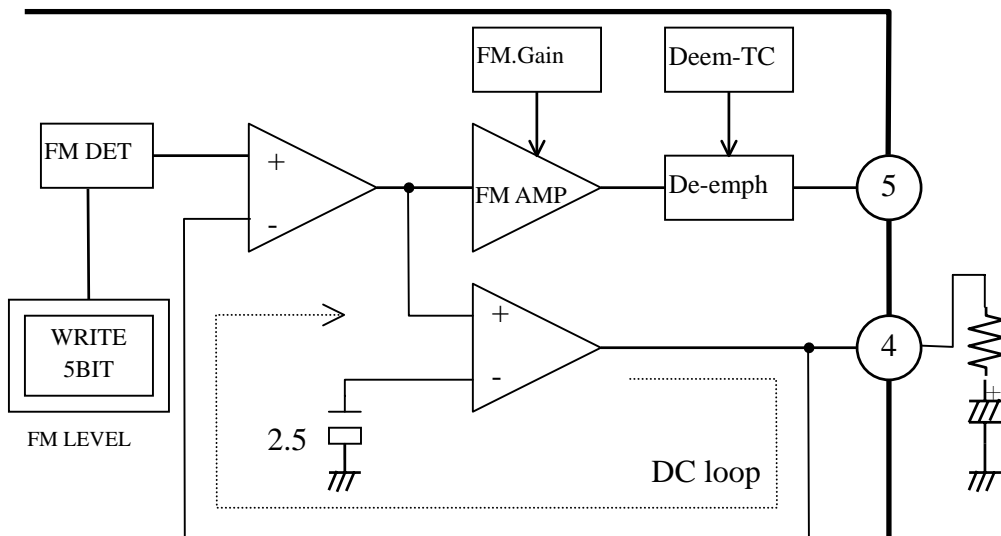 FM.Gain
Deem-TC
FM DET
+
-
FM AMP
De-emph
5
WRITE
5BIT
FM LEVEL
+
-
4
+
2.5
DC loop